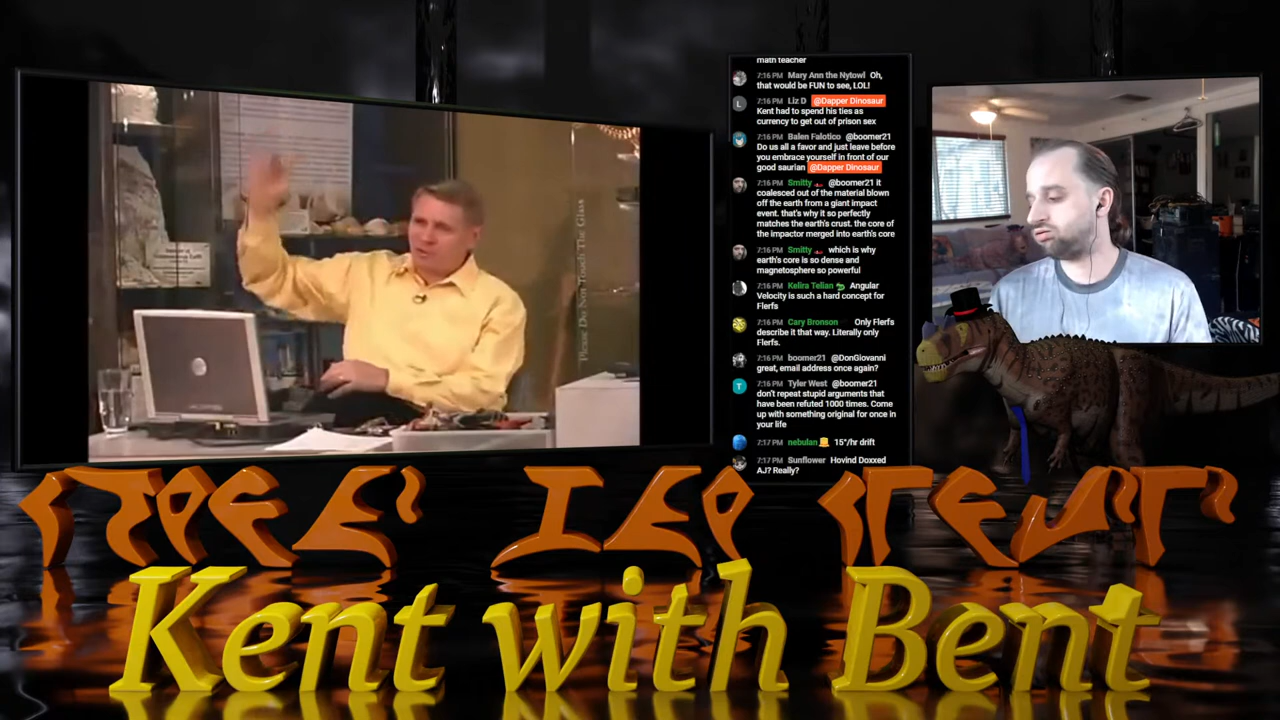 math teacher
7:16 PM Mary Ann the Nytowl Oh,
that would be FUN to see, LOL!
L
7:16 PM Liz D @Dapper Dinosaur
Kent had to spend his ties as
currency to get out of prison sex
7:16 PM Balen Falotico @boomer21
Do us all a favor and just leave before
you embrace yourself in front of our
good saurian @Dapper Dinosaur
7:16 PM Smitty @boomer21 it
coalesced out of the material blown
off the earth from a giant impact
event. that's why it so perfectly
matches the earth's crust. the core of
the impactor merged into earth's core
7:16 PM Smitty which is why
earth's core is so dense and
magnetosphere so powerful
7:16 PM Kelira Telian Angular
Velocity is such a hard concept for
Flerfs
7:16 PM Cary Bronson Only Flerfs
describe it that way. Literally only
Flerfs.
7:16 PM boomer21 @DonGiovanni
great, email address once again?
T
7:16 PM Tyler West @boomer21
don't repeat stupid arguments that
have been refuted 1000 times. Come
up with something original for once in
your life
7:17 PM nebulan 15°/hr drift
7:17 PM Sunflower Hovind Doxxed
AJ? Really?
Please Do Not Touch The Glass
Kent with Bent